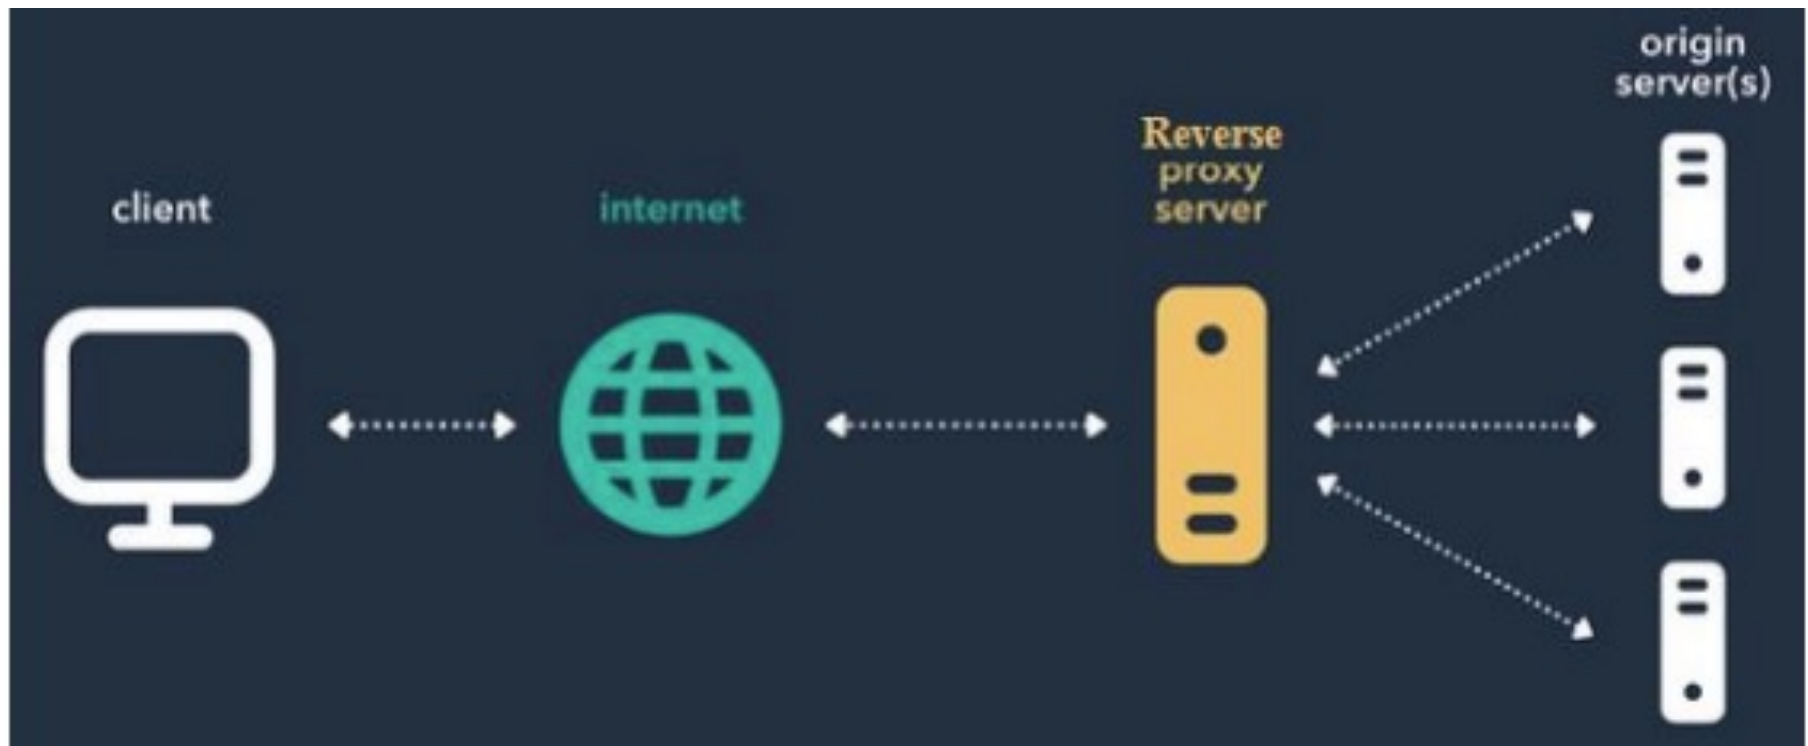 client
internet
Reverse
proxy
server
origin
server(s)